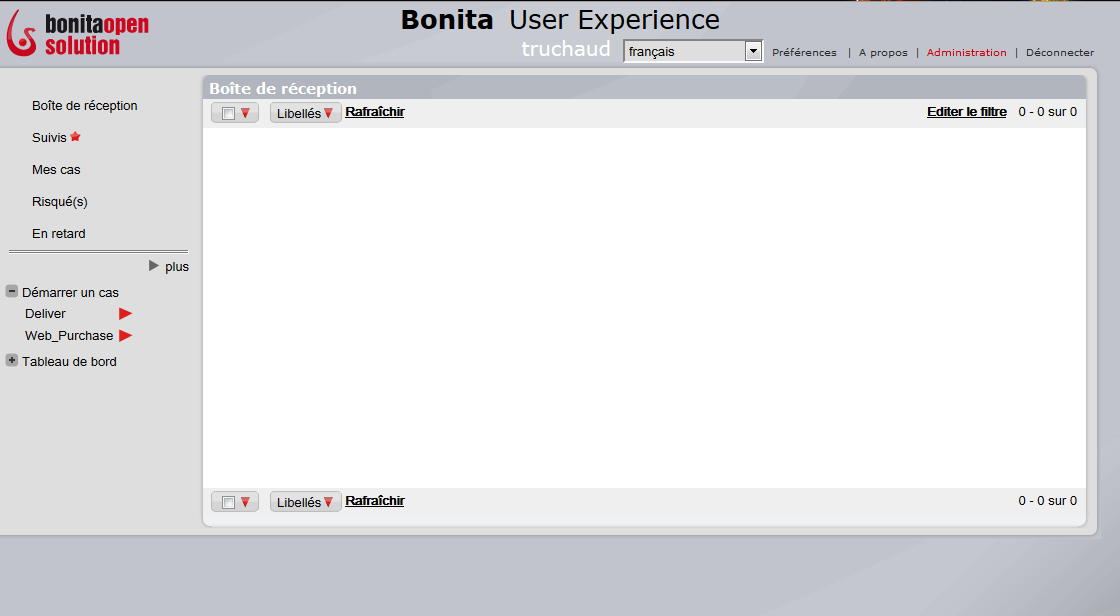 bonitaopen
solution
Bonita User Experience
truchaud français Préférences | A propos | Administration | Déconnecter
Boîte de réception
Suivis
Mes cas
Risqué(s)
En retard
plus
Démarrer un cas
Deliver
Web_Purchase
Tableau de bord
Boîte de réception
Libellés Rafraîchir Editer le filtre 0 - 0 sur 0
Libellés Rafraîchir 0 - 0 sur 0